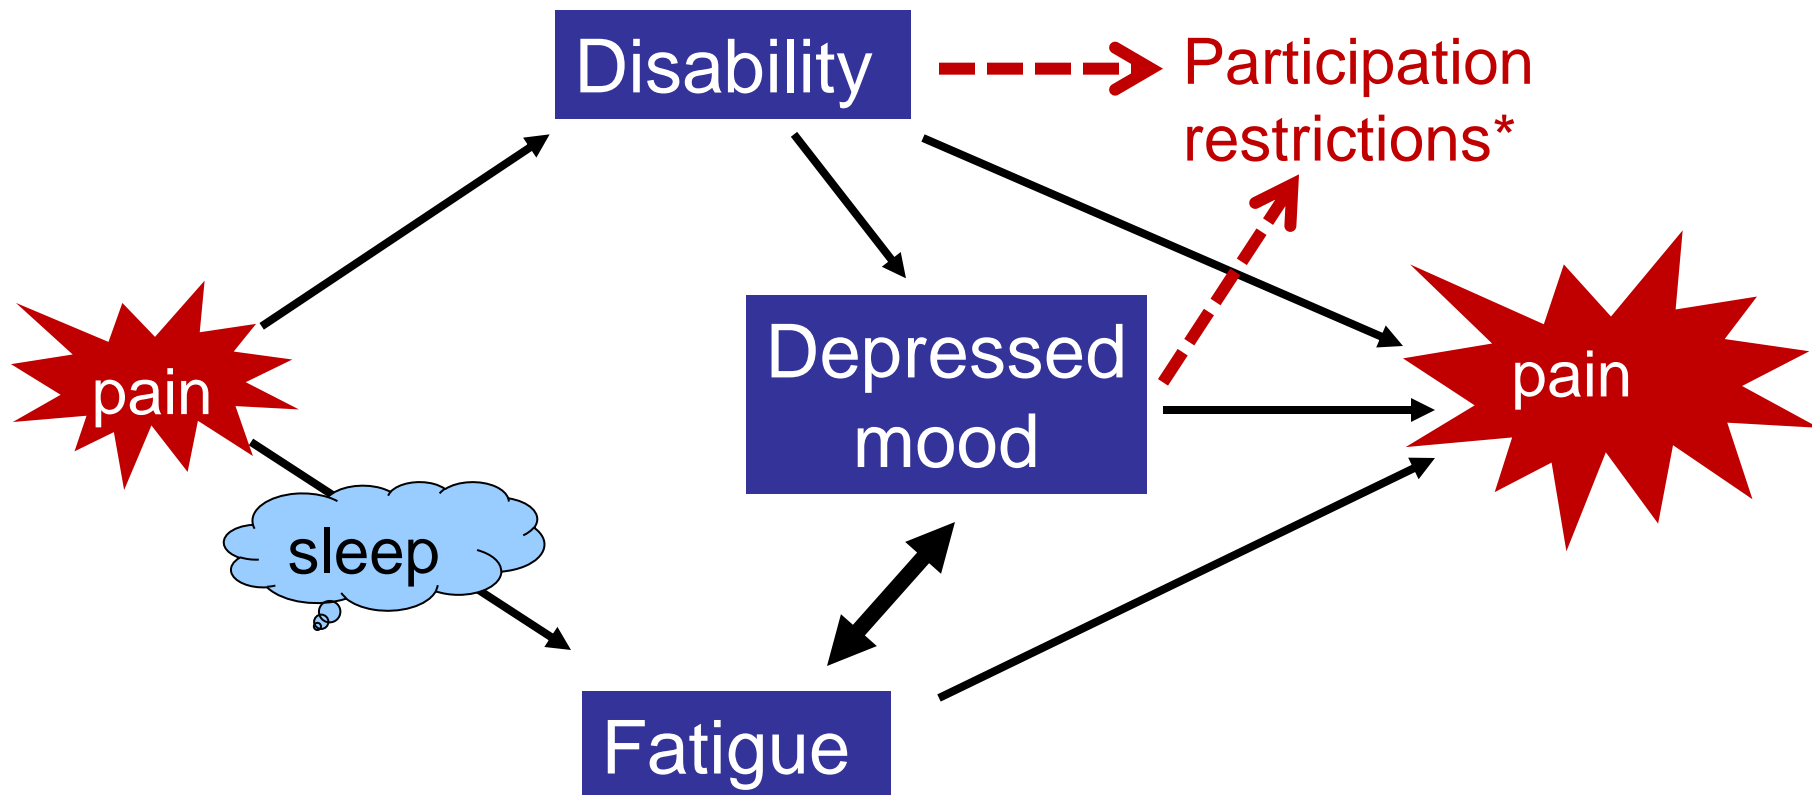 Disability
Participation
restrictions*
pain
Depressed
mood
pain
sleep
Fatigue